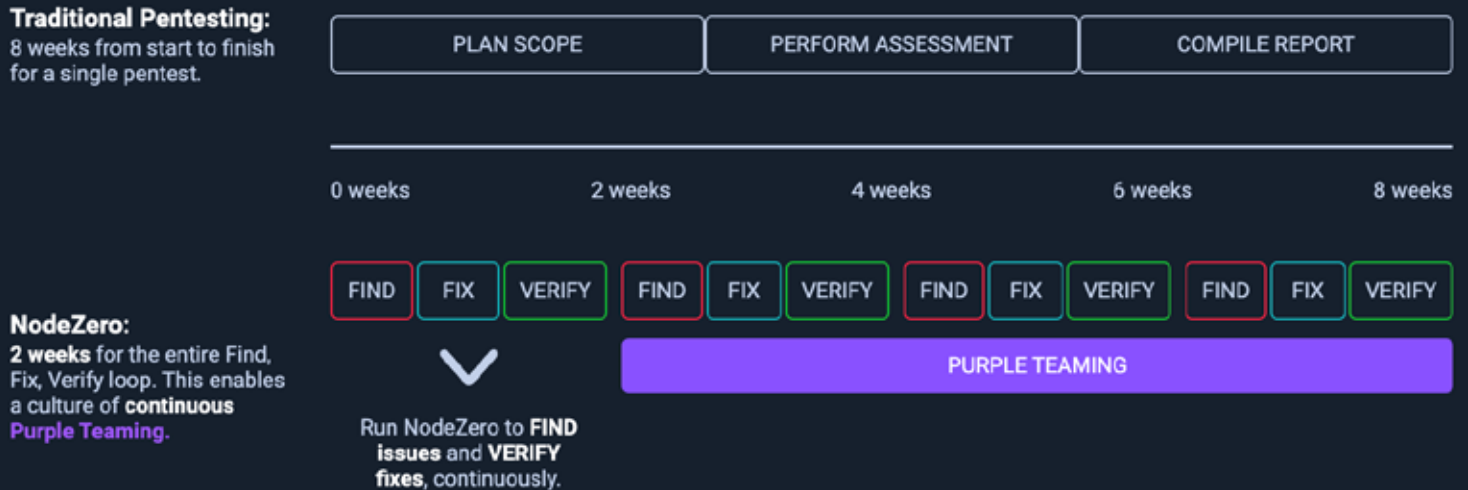 Traditional Pentesting:
8 weeks from start to finish
for a single pentest.
PLAN SCOPE
PERFORM ASSESSMENT
COMPILE REPORT
0 weeks
2 weeks
4 weeks
6 weeks
8 weeks
FIND
FIX
VERIFY
FIND
FIX
VERIFY
FIND
FIX
VERIFY
FIND
FIX
VERIFY
NodeZero:
2 weeks for the entire Find,
Fix, Verify loop. This enables
a culture of continuous
Purple Teaming.
PURPLE TEAMING
Run NodeZero to FIND
issues and VERIFY
fixes, continuously.